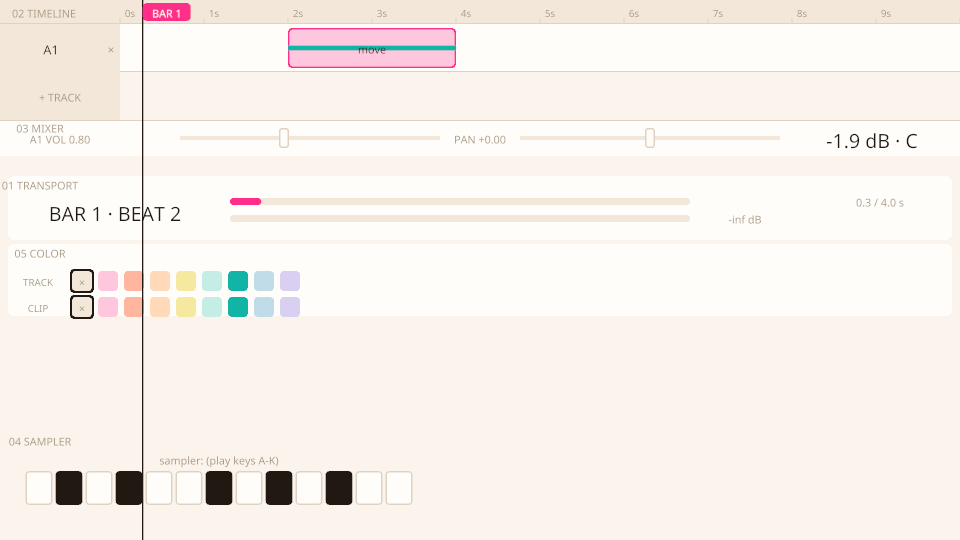 02 TIMELINE 0s BAR 1 1s 2s 3s 4s 5s 6s 7s 8s 9s
A1 × move
+ TRACK
03 MIXER
A1 VOL 0.80 PAN +0.00 -1.9 dB · C
01 TRANSPORT
BAR 1 · BEAT 2 0.3 / 4.0 s
-inf dB
05 COLOR
TRACK ×
CLIP ×
04 SAMPLER
sampler: (play keys A-K)